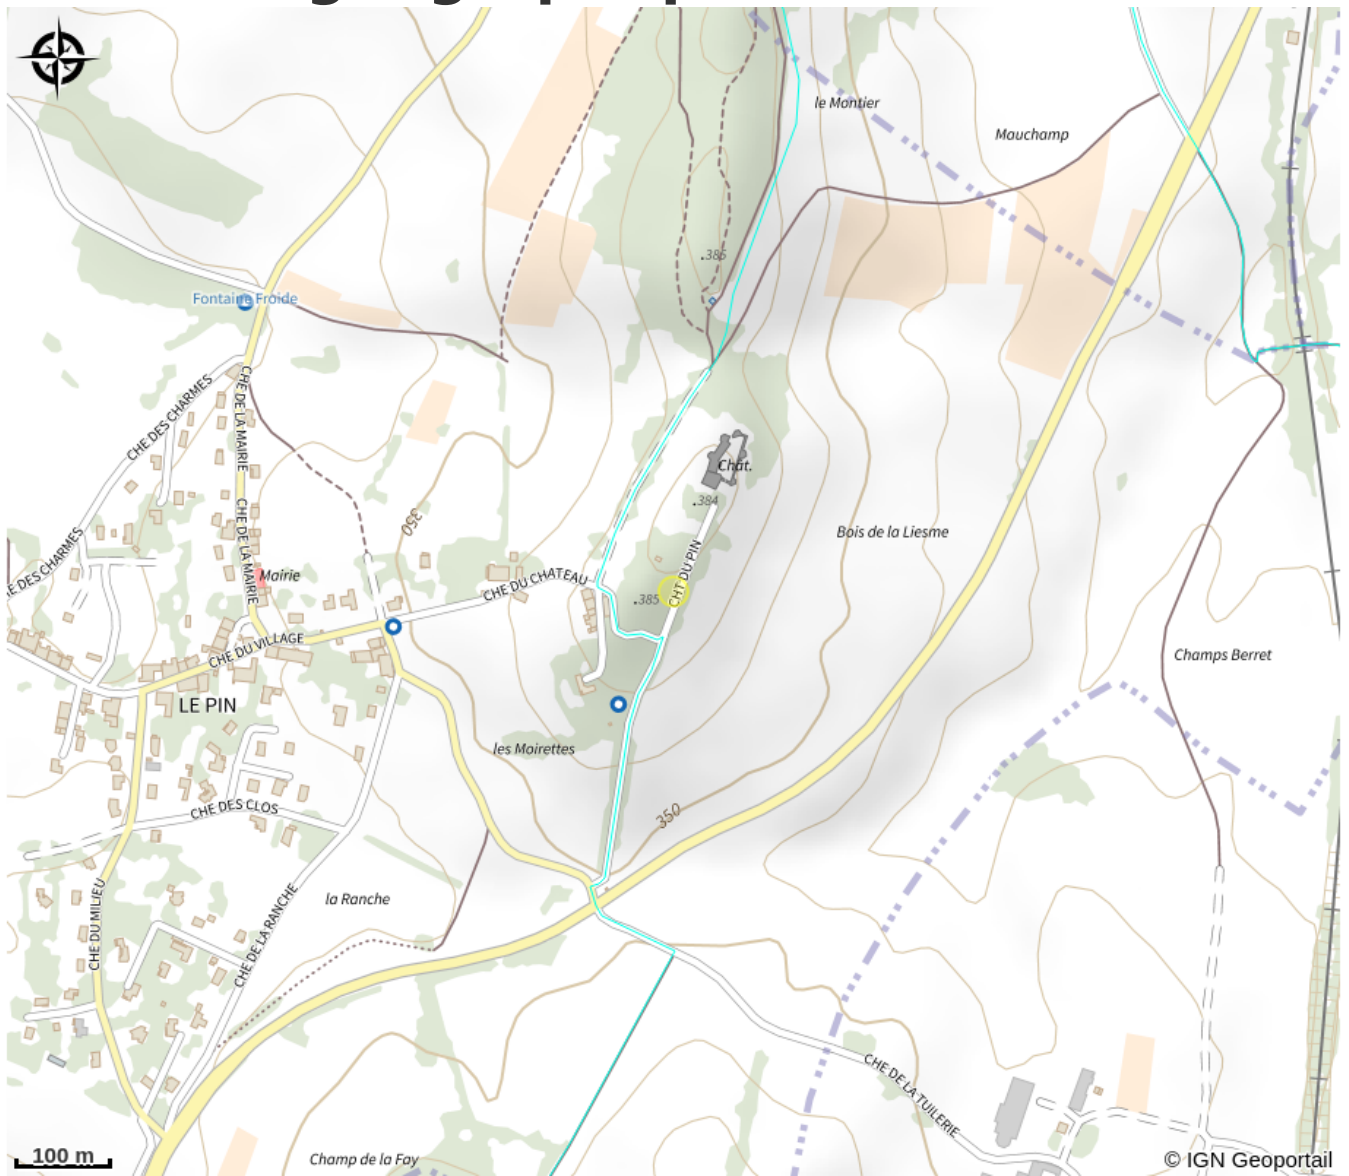 le Montier
Mauchamp
.385
Fontaine Froide
CHE DES CHARMES
CHE DE LA MAIRIE
Chât.
.384
350
CHE DE LA MAIRIE
Bois de la Liesme
CHE DES CHARMES
Mairie
CHE DU CHATEAU
CHT DU PIN
.385
CHE DU VILLAGE
Champs Berret
LE PIN
les Moirettes
CHE DES CLOS
350
la Ranche
CHE DU MILIEU
CHE DE LA RANCHE
CHE DE LA TUILERIE
100 m
Champ de la Fay
© IGN Geoportail